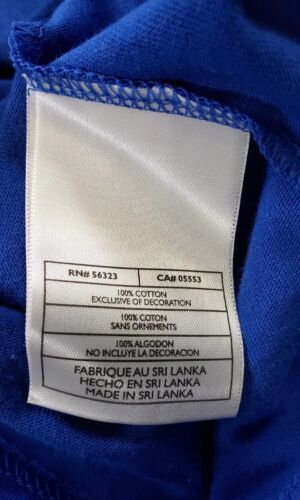 RN# 56323 CA# 05553
100% COTTON
EXCLUSIVE OF DECORATION
100% COTON
SANS ORNEMENTS
100% ALGODON
NO INCLUYE LA DECORACION
FABRIQUE AU SRI LANKA
HECHO EN SRI LANKA
MADE IN SRI LANKA